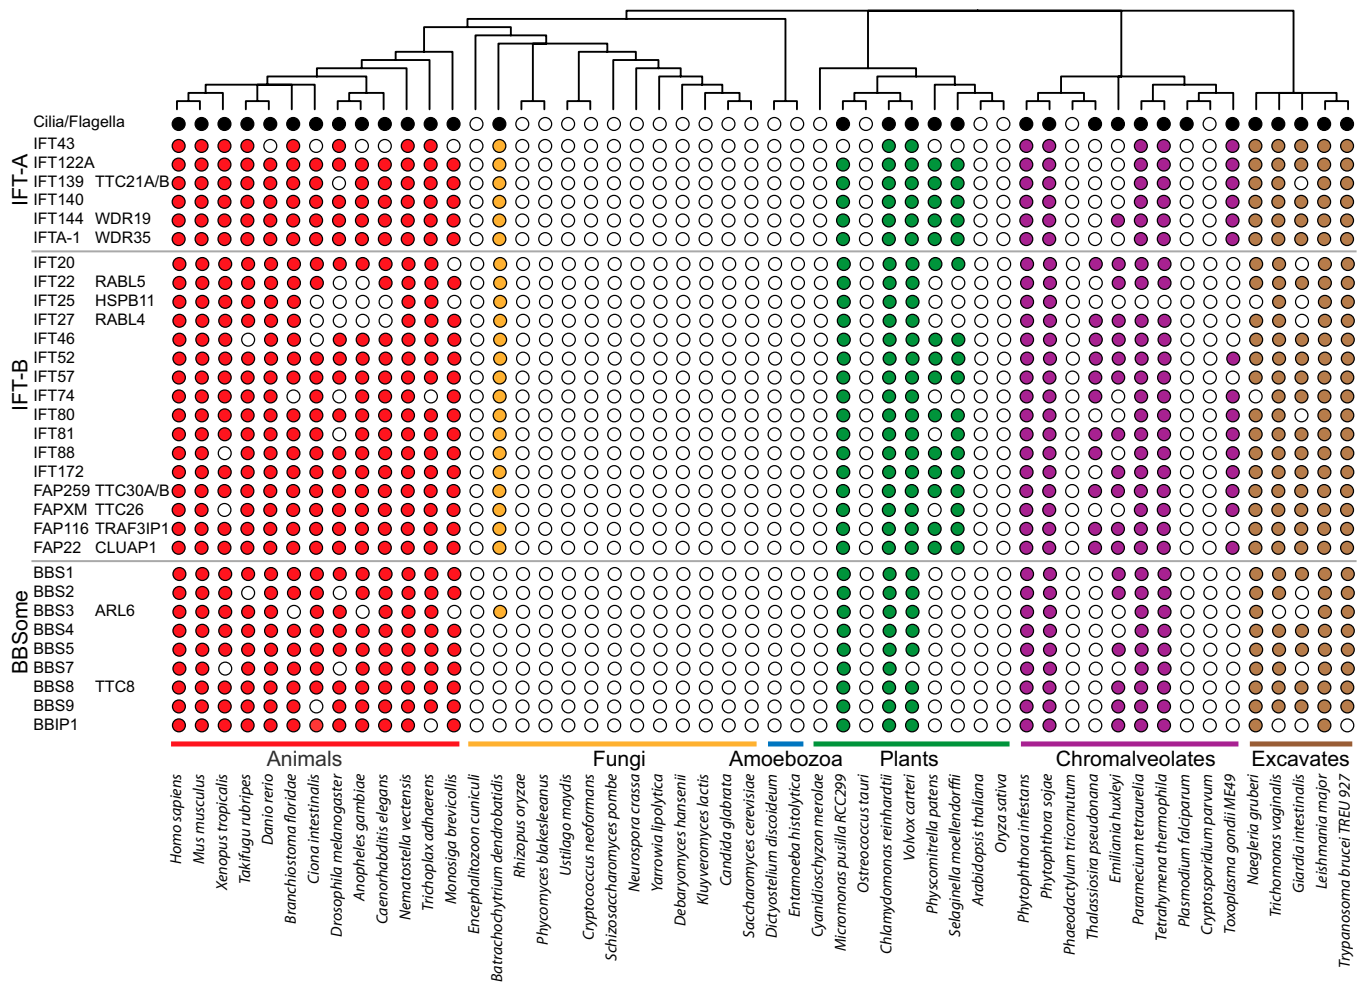 Cilia/Flagella
IFT-A
IFT43
IFT122A
IFT139 TTC21A/B
IFT140
IFT144 WDR19
IFTA-1 WDR35
IFT-B
IFT20
IFT22 RABL5
IFT25 HSPB11
IFT27 RABL4
IFT46
IFT52
IFT57
IFT74
IFT80
IFT81
IFT88
IFT172
FAP259 TTC30A/B
FAPXM TTC26
FAP116 TRAF3IP1
FAP22 CLUAP1
BBSome
BBS1
BBS2
BBS3 ARL6
BBS4
BBS5
BBS7
BBS8 TTC8
BBS9
BBIP1
Animals Fungi Amoebozoa Plants Chromalveolates Excavates
Homo sapiens
Mus musculus
Xenopus tropicalis
Takifugu rubripes
Danio rerio
Branchiostoma floridae
Ciona intestinalis
Drosophila melanogaster
Anopheles gambiae
Caenorhabditis elegans
Nematostella vectensis
Trichoplax adhaerens
Monosiga brevicollis
Encephalitozoon cuniculi
Batrachochytrium dendrobatidis
Rhizopus oryzae
Phycomyces blakesleeanus
Ustilago maydis
Cryptococcus neoformans
Schizosaccharomyces pombe
Neurospora crassa
Yarrowia lipolytica
Debaryomyces hansenii
Kluyveromyces lactis
Candida glabrata
Saccharomyces cerevisiae
Dictyostelium discoideum
Entamoeba histolytica
Cyanidioschyzon merolae
Micromonas pusilla RCC299
Ostreococcus tauri
Chlamydomonas reinhardtii
Volvox carteri
Physcomitrella patens
Selaginella moellendorffii
Arabidopsis thaliana
Oryza sativa
Phytophthora infestans
Phytophthora sojae
Phaeodactylum tricornutum
Thalassiosira pseudonana
Emiliania huxleyi
Paramecium tetraurelia
Tetrahymena thermophila
Plasmodium falciparum
Cryptosporidium parvum
Toxoplasma gondii ME49
Naegleria gruberi
Trichomonas vaginalis
Giardia intestinalis
Leishmania major
Trypanosoma brucei TREU 927